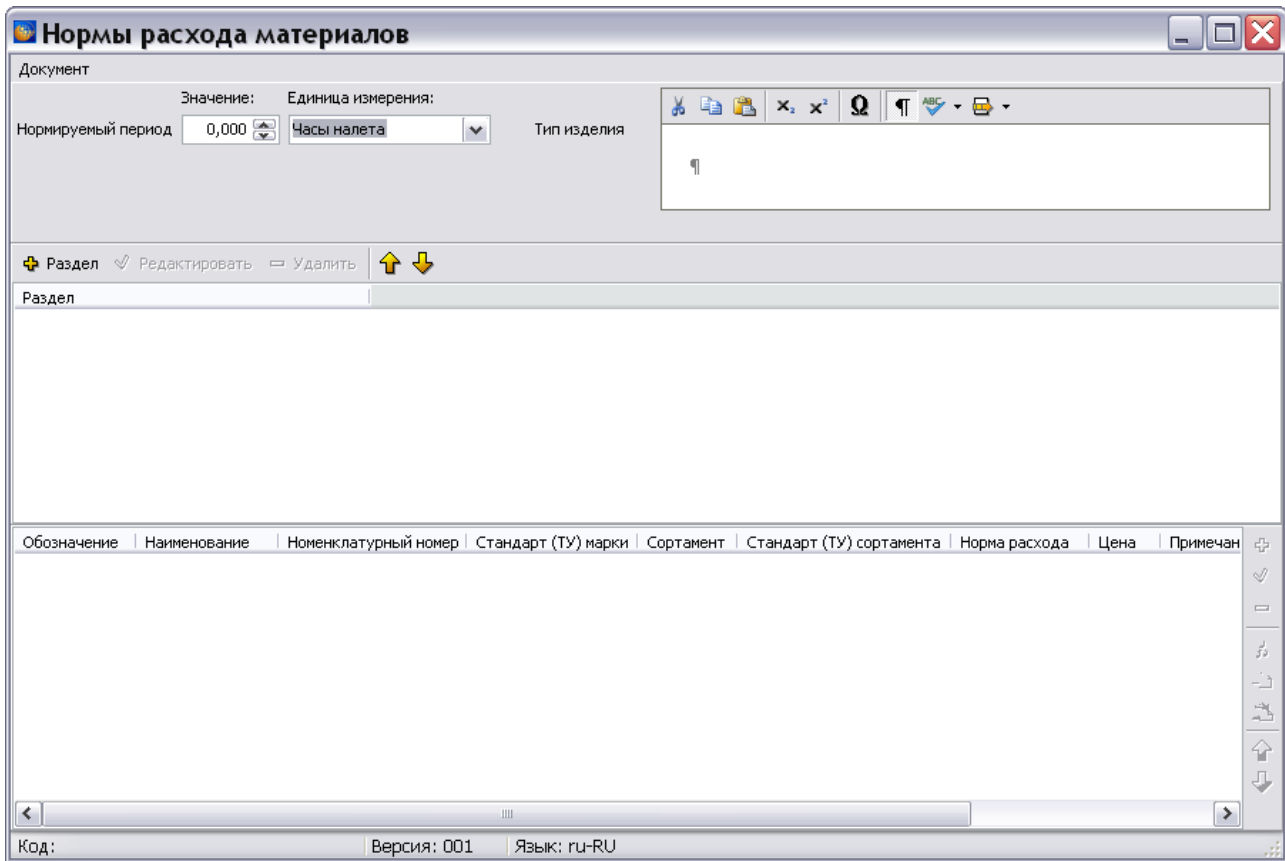 Нормы расхода материалов
Документ
Значение: Единица измерения:
Нормируемый период 0,000 Часы налета Тип изделия
¶
Раздел Редактировать Удалить
Раздел
Обозначение Наименование Номенклатурный номер Стандарт (ТУ) марки Сортамент Стандарт (ТУ) сортамента Норма расхода Цена Примечан
Код: Версия: 001 Язык: ru-RU